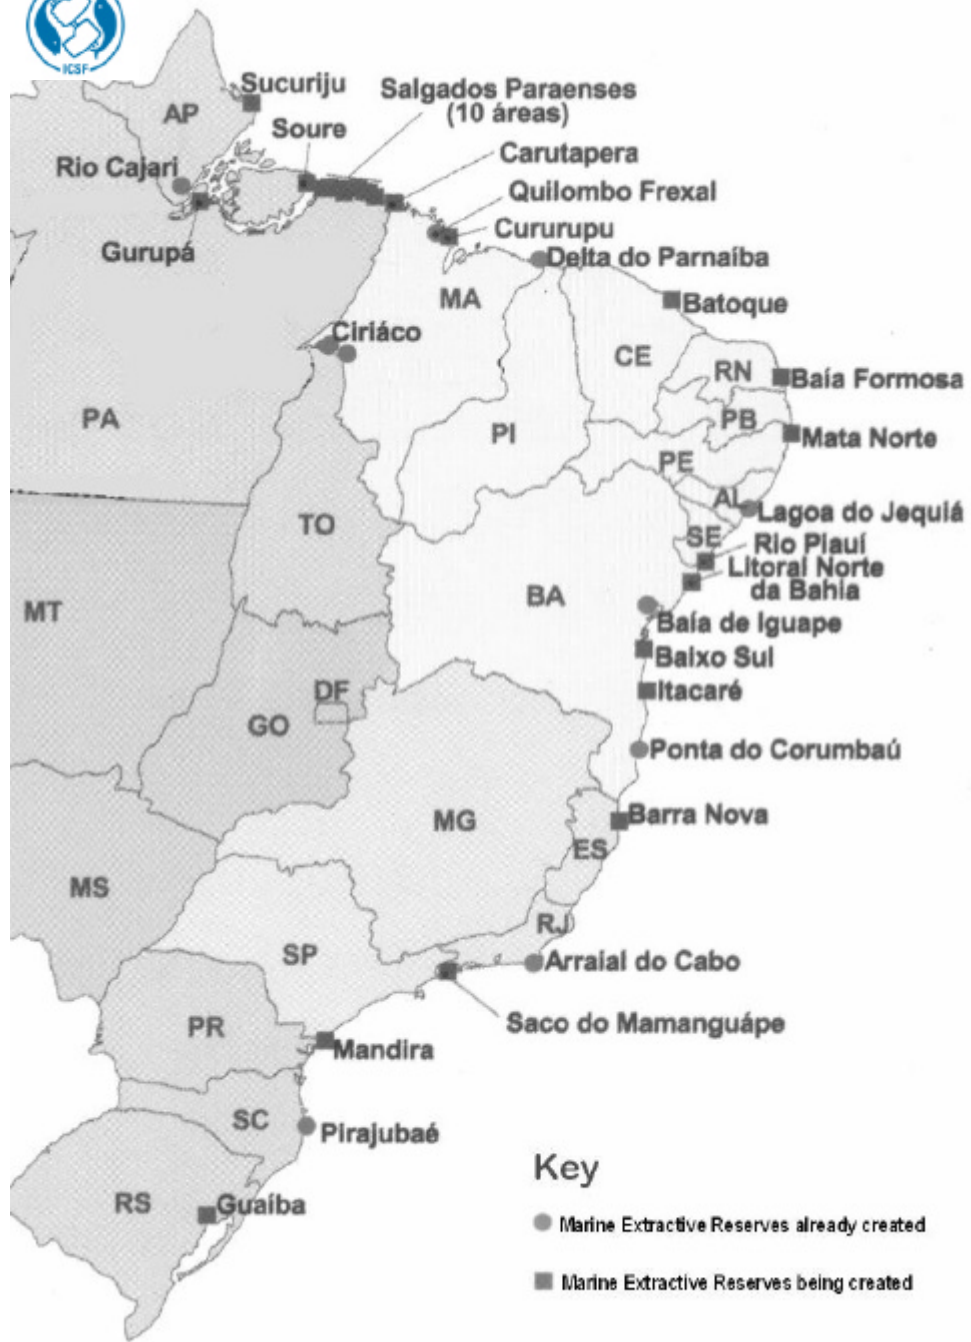 ICSF
Sucuriju
Salgados Paraenses
(10 áreas)
AP
Soure
Carutapera
Rio Cajari
Quilombo Frexal
Cururupu
Gurupá
Delta do Parnaíba
MA
Batoque
Ciriáco
CE
RN
Baía Formosa
PA
PB
PI
Mata Norte
PE
AL
Lagoa do Jequiá
TO
SE
Rio Piauí
Litoral Norte
da Bahia
BA
MT
Baía de Iguape
Baixo Sul
DF
Itacaré
GO
Ponta do Corumbaú
MG
Barra Nova
ES
MS
RJ
SP
Arraial do Cabo
Saco do Mamanguápe
PR
Mandira
SC
Pirajubaé
Key
RS
Guaíba
Marine Extractive Reserves already created
Marine Extractive Reserves being created